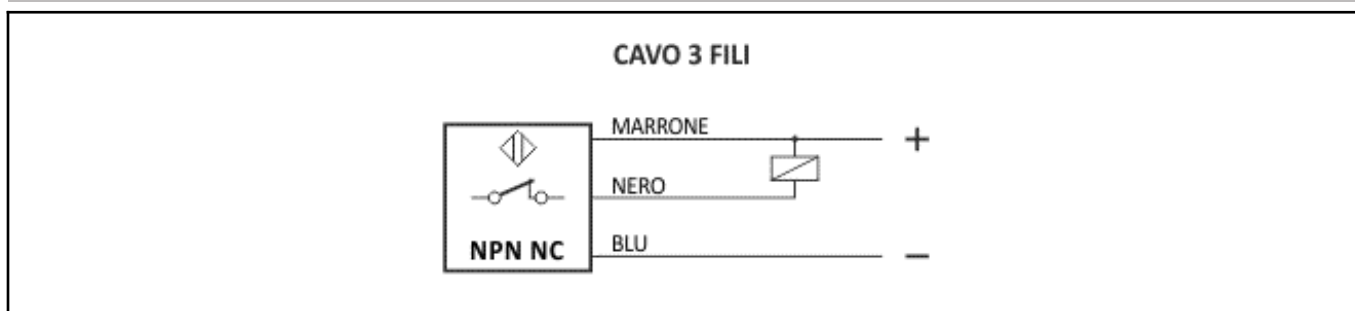 CAVO 3 FILI
MARRONE
+
NERO
NPN NC
BLU
−